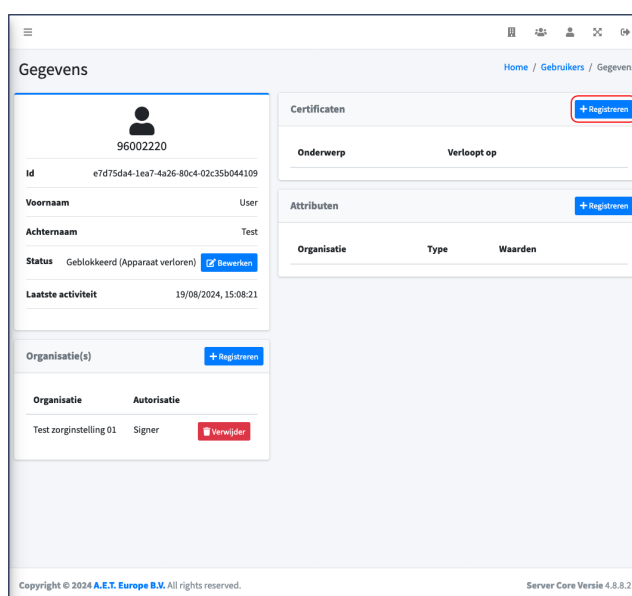 Gegevens
Home / Gebruikers / Gegevens
96002220
Id e7d75da4-1ea7-4a26-80c4-02c35b044109
Voornaam User
Achternaam Test
Status Geblokkeerd (Apparaat verloren) Bewerken
Laatste activiteit 19/08/2024, 15:08:21
Organisatie(s) + Registreren
Organisatie Autorisatie
Test zorginstelling 01 Signer Verwijder
Certificaten + Registreren
Onderwerp Verloopt op
Attributen + Registreren
Organisatie Type Waarden
Copyright © 2024 A.E.T. Europe B.V. All rights reserved.
Server Core Versie 4.8.8.2